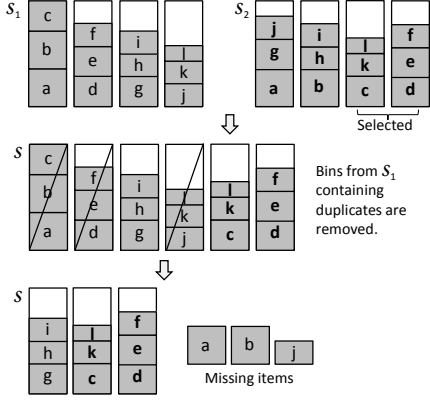 S1 S2
c
b
a
f
e
d
i
h
g
l
k
j
j
g
a
i
h
b
l
k
c
f
e
d
Selected
S
c
b
a
f
e
d
i
h
g
l
k
j
l
k
c
f
e
d
Bins from S1
containing
duplicates are
removed.
S
i
h
g
l
k
c
f
e
d
a b j
Missing items